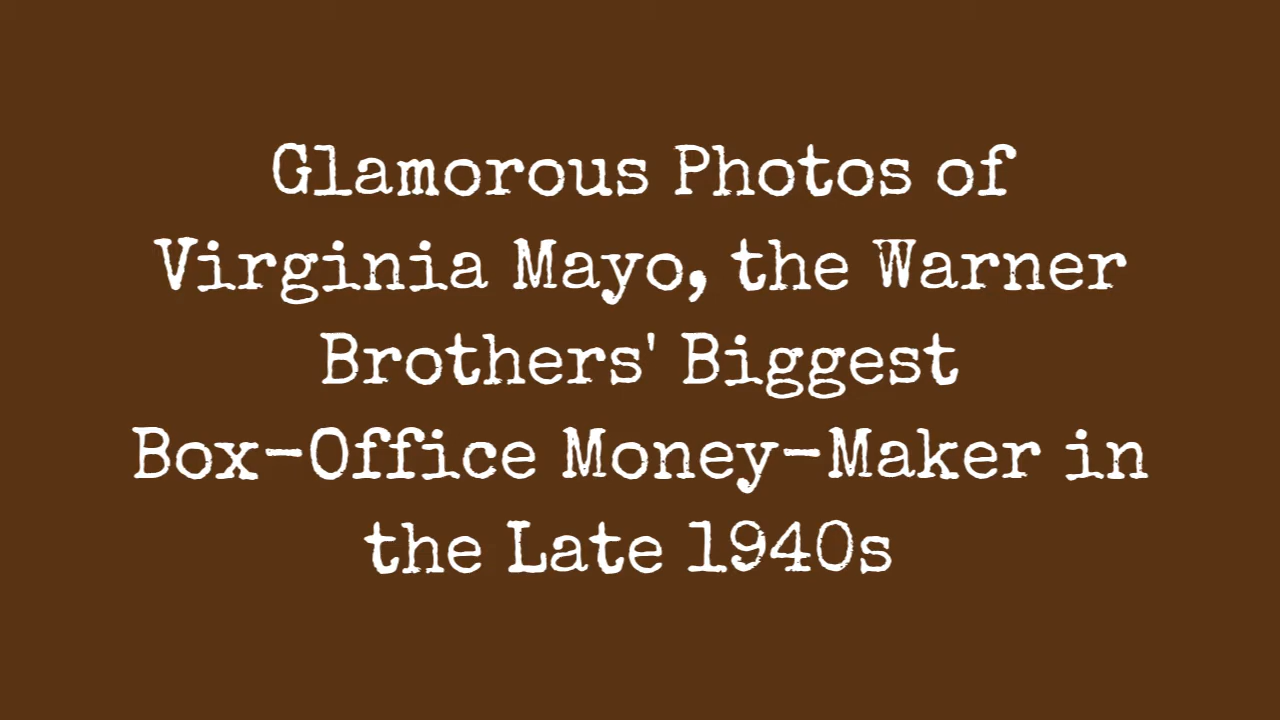 Glamorous Photos of
Virginia Mayo, the Warner
Brothers' Biggest
Box-Office Money-Maker in
the Late 1940s